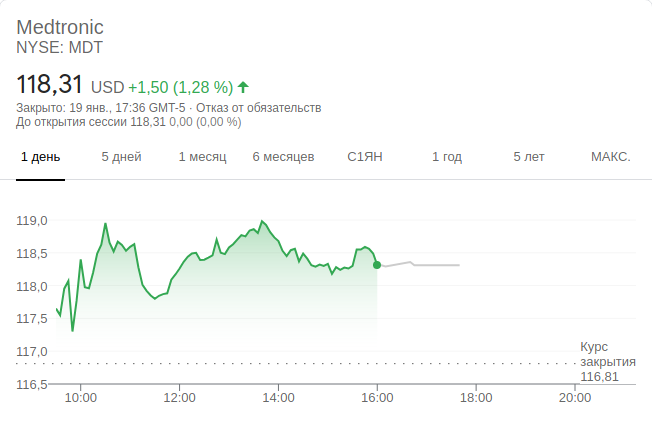 Medtronic
NYSE: MDT
118,31 USD +1,50 (1,28 %)
Закрыто: 19 янв., 17:36 GMT-5 · Отказ от обязательств
До открытия сессии 118,31 0,00 (0,00 %)
1 день 5 дней 1 месяц 6 месяцев С1ЯН 1 год 5 лет МАКС.
119,0
118,5
118,0
117,5
117,0
116,5
Курс
закрытия
116,81
10:00 12:00 14:00 16:00 18:00 20:00